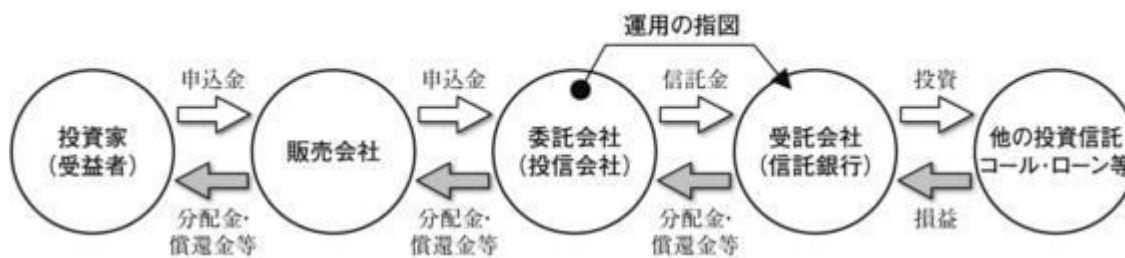 運用の指図
申込金
申込金
信託金
投資
投資家
(受益者)
販売会社
委託会社
(投信会社)
受託会社
(信託銀行)
他の投資信託
コール・ローン等
分配金・
償還金等
分配金・
償還金等
分配金・
償還金等
損益